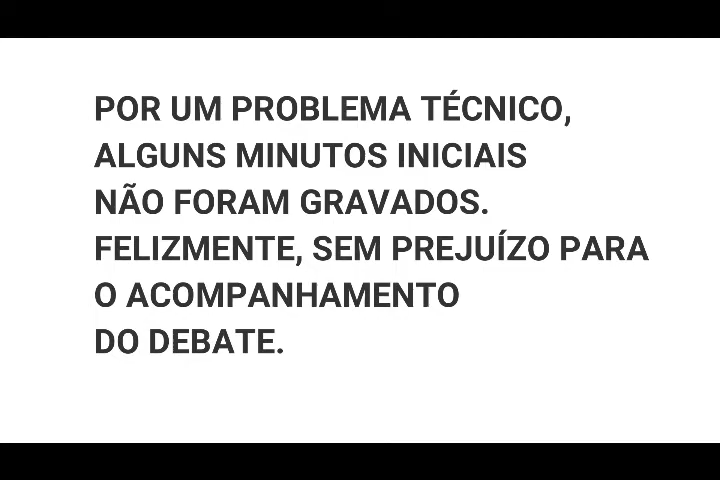 POR UM PROBLEMA TÉCNICO,
ALGUNS MINUTOS INICIAIS
NÃO FORAM GRAVADOS.
FELIZMENTE, SEM PREJUÍZO PARA
O ACOMPANHAMENTO
DO DEBATE.